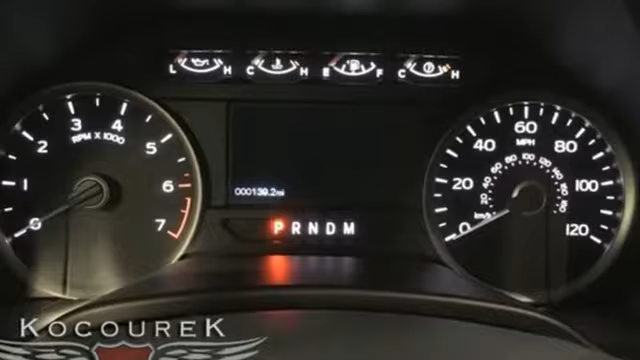 L H C H E F C H
0 1 2 3 4 5 6 7
RPM X 1000
000139.2mi
P R N D M
0 20 40 60 80 100 120
MPH
km/h
KOCOUREK